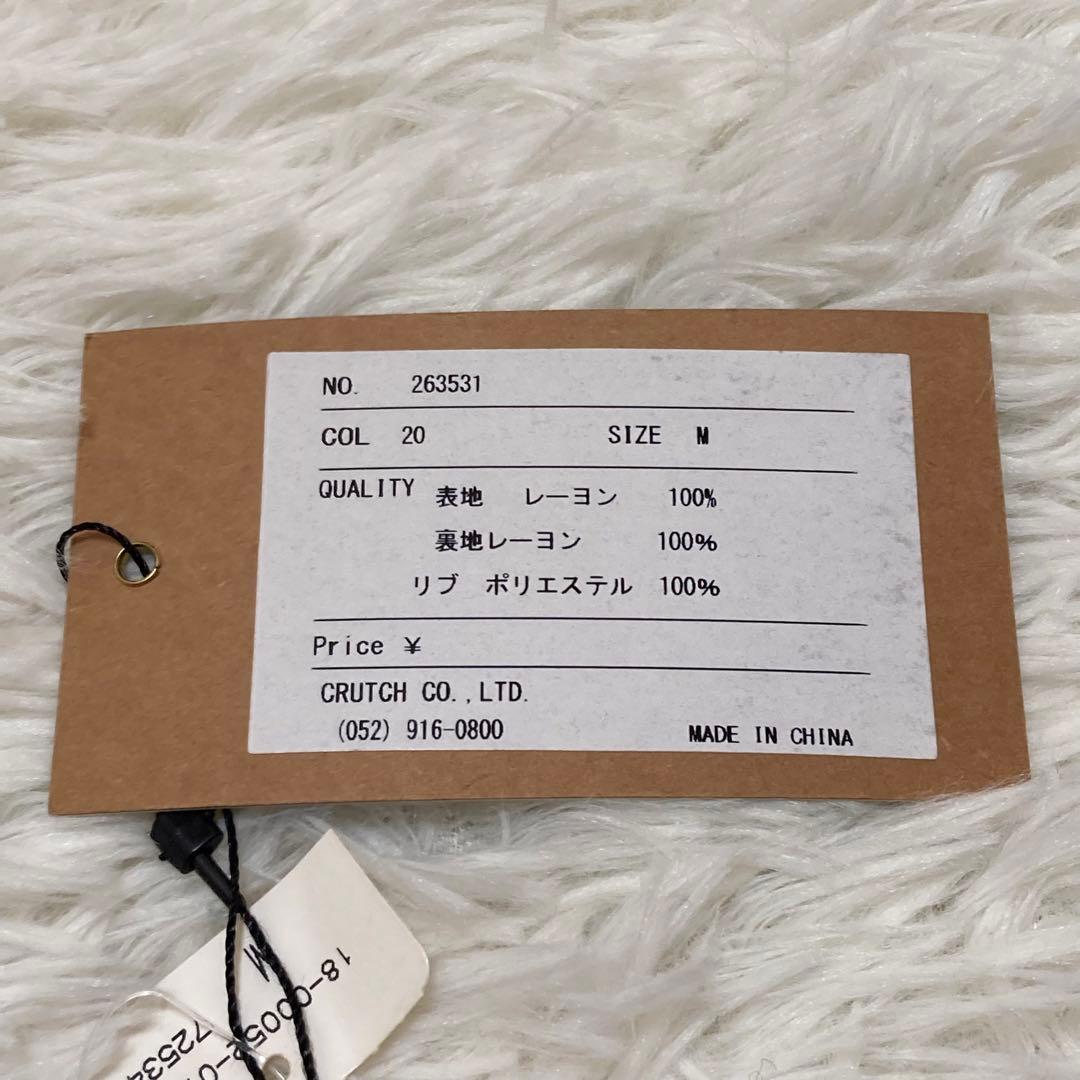 NO. 263531
COL 20 SIZE M
QUALITY 表地 レーヨン 100%
裏地レーヨン 100%
リブ ポリエステル 100%
Price ¥
CRUTCH CO.,LTD.
(052) 916-0800
MADE IN CHINA
M